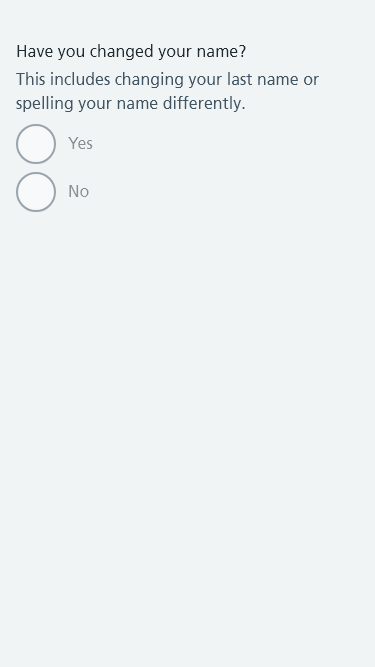 Have you changed your name?
This includes changing your last name or
spelling your name differently.
Yes
No